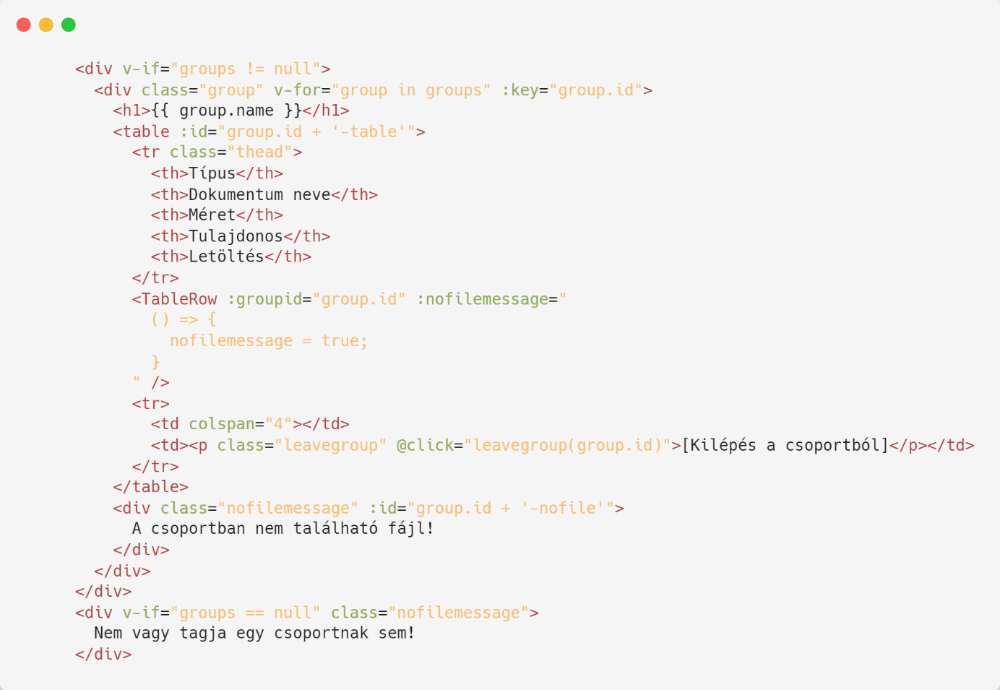 <div v-if="groups != null">
<div class="group" v-for="group in groups" :key="group.id">
<h1>{{ group.name }}</h1>
<table :id="group.id + '-table'">
<tr class="thead">
<th>Típus</th>
<th>Dokumentum neve</th>
<th>Méret</th>
<th>Tulajdonos</th>
<th>Letöltés</th>
</tr>
<TableRow :groupid="group.id" :nofilemessage="
() => {
nofilemessage = true;
}
" />
<tr>
<td colspan="4"></td>
<td><p class="leavegroup" @click="leavegroup(group.id)">[Kilépés a csoportból]</p></td>
</tr>
</table>
<div class="nofilemessage" :id="group.id + '-nofile'">
A csoportban nem található fájl!
</div>
</div>
</div>
<div v-if="groups == null" class="nofilemessage">
Nem vagy tagja egy csoportnak sem!
</div>